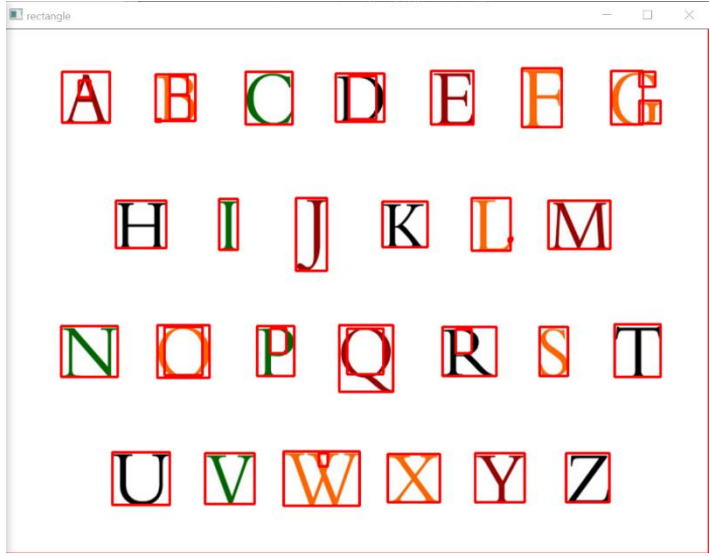 rectangle
A B C D E F G
H I J K L M
N O P Q R S T
U V W X Y Z